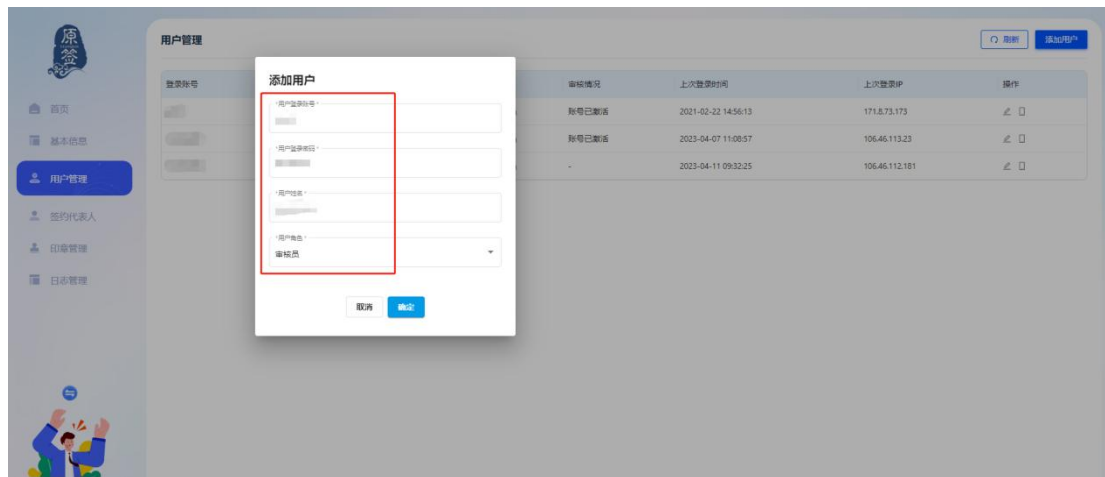 原签
用户管理
刷新
添加用户
登录账号
审核情况
上次登录时间
上次登录IP
操作
账号已激活
2021-02-22 14:56:13
171.8.73.173
账号已激活
2023-04-07 11:08:57
106.46.113.23
-
2023-04-11 09:32:25
106.46.112.181
首页
基本信息
用户管理
签约代表人
印章管理
日志管理
添加用户
*用户登录账号*
*用户登录密码*
*用户姓名*
*用户角色*
审核员
取消
确定